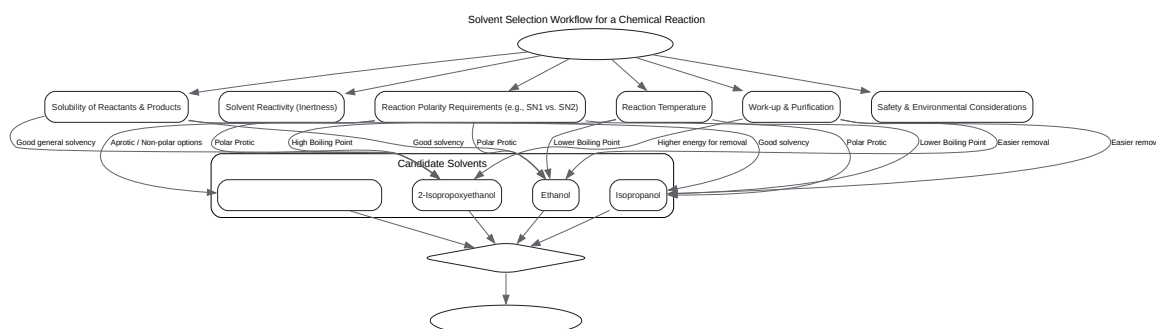 Solvent Selection Workflow for a Chemical Reaction
Solubility of Reactants & Products
Solvent Reactivity (Inertness)
Reaction Polarity Requirements (e.g., SN1 vs. SN2)
Reaction Temperature
Work-up & Purification
Safety & Environmental Considerations
Good general solvency
Aprotic / Non-polar options
Polar Protic
High Boiling Point
Good solvency
Polar Protic
Lower Boiling Point
Higher energy for removal
Good solvency
Polar Protic
Lower Boiling Point
Easier removal
Easier remov
Candidate Solvents
2-Isopropoxyethanol
Ethanol
Isopropanol